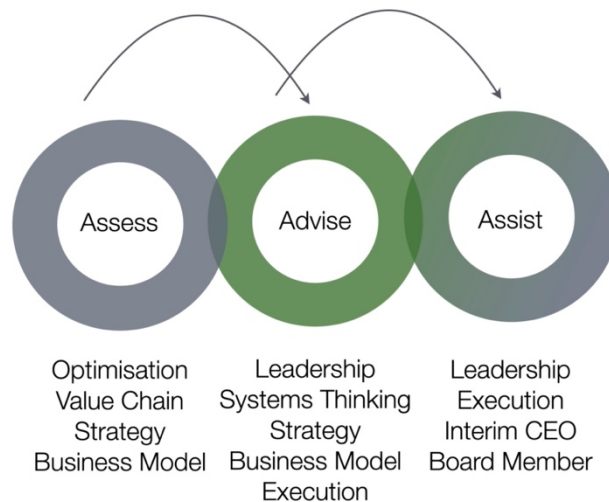 Assess
Advise
Assist
Optimisation
Value Chain
Strategy
Business Model
Leadership
Systems Thinking
Strategy
Business Model
Execution
Leadership
Execution
Interim CEO
Board Member